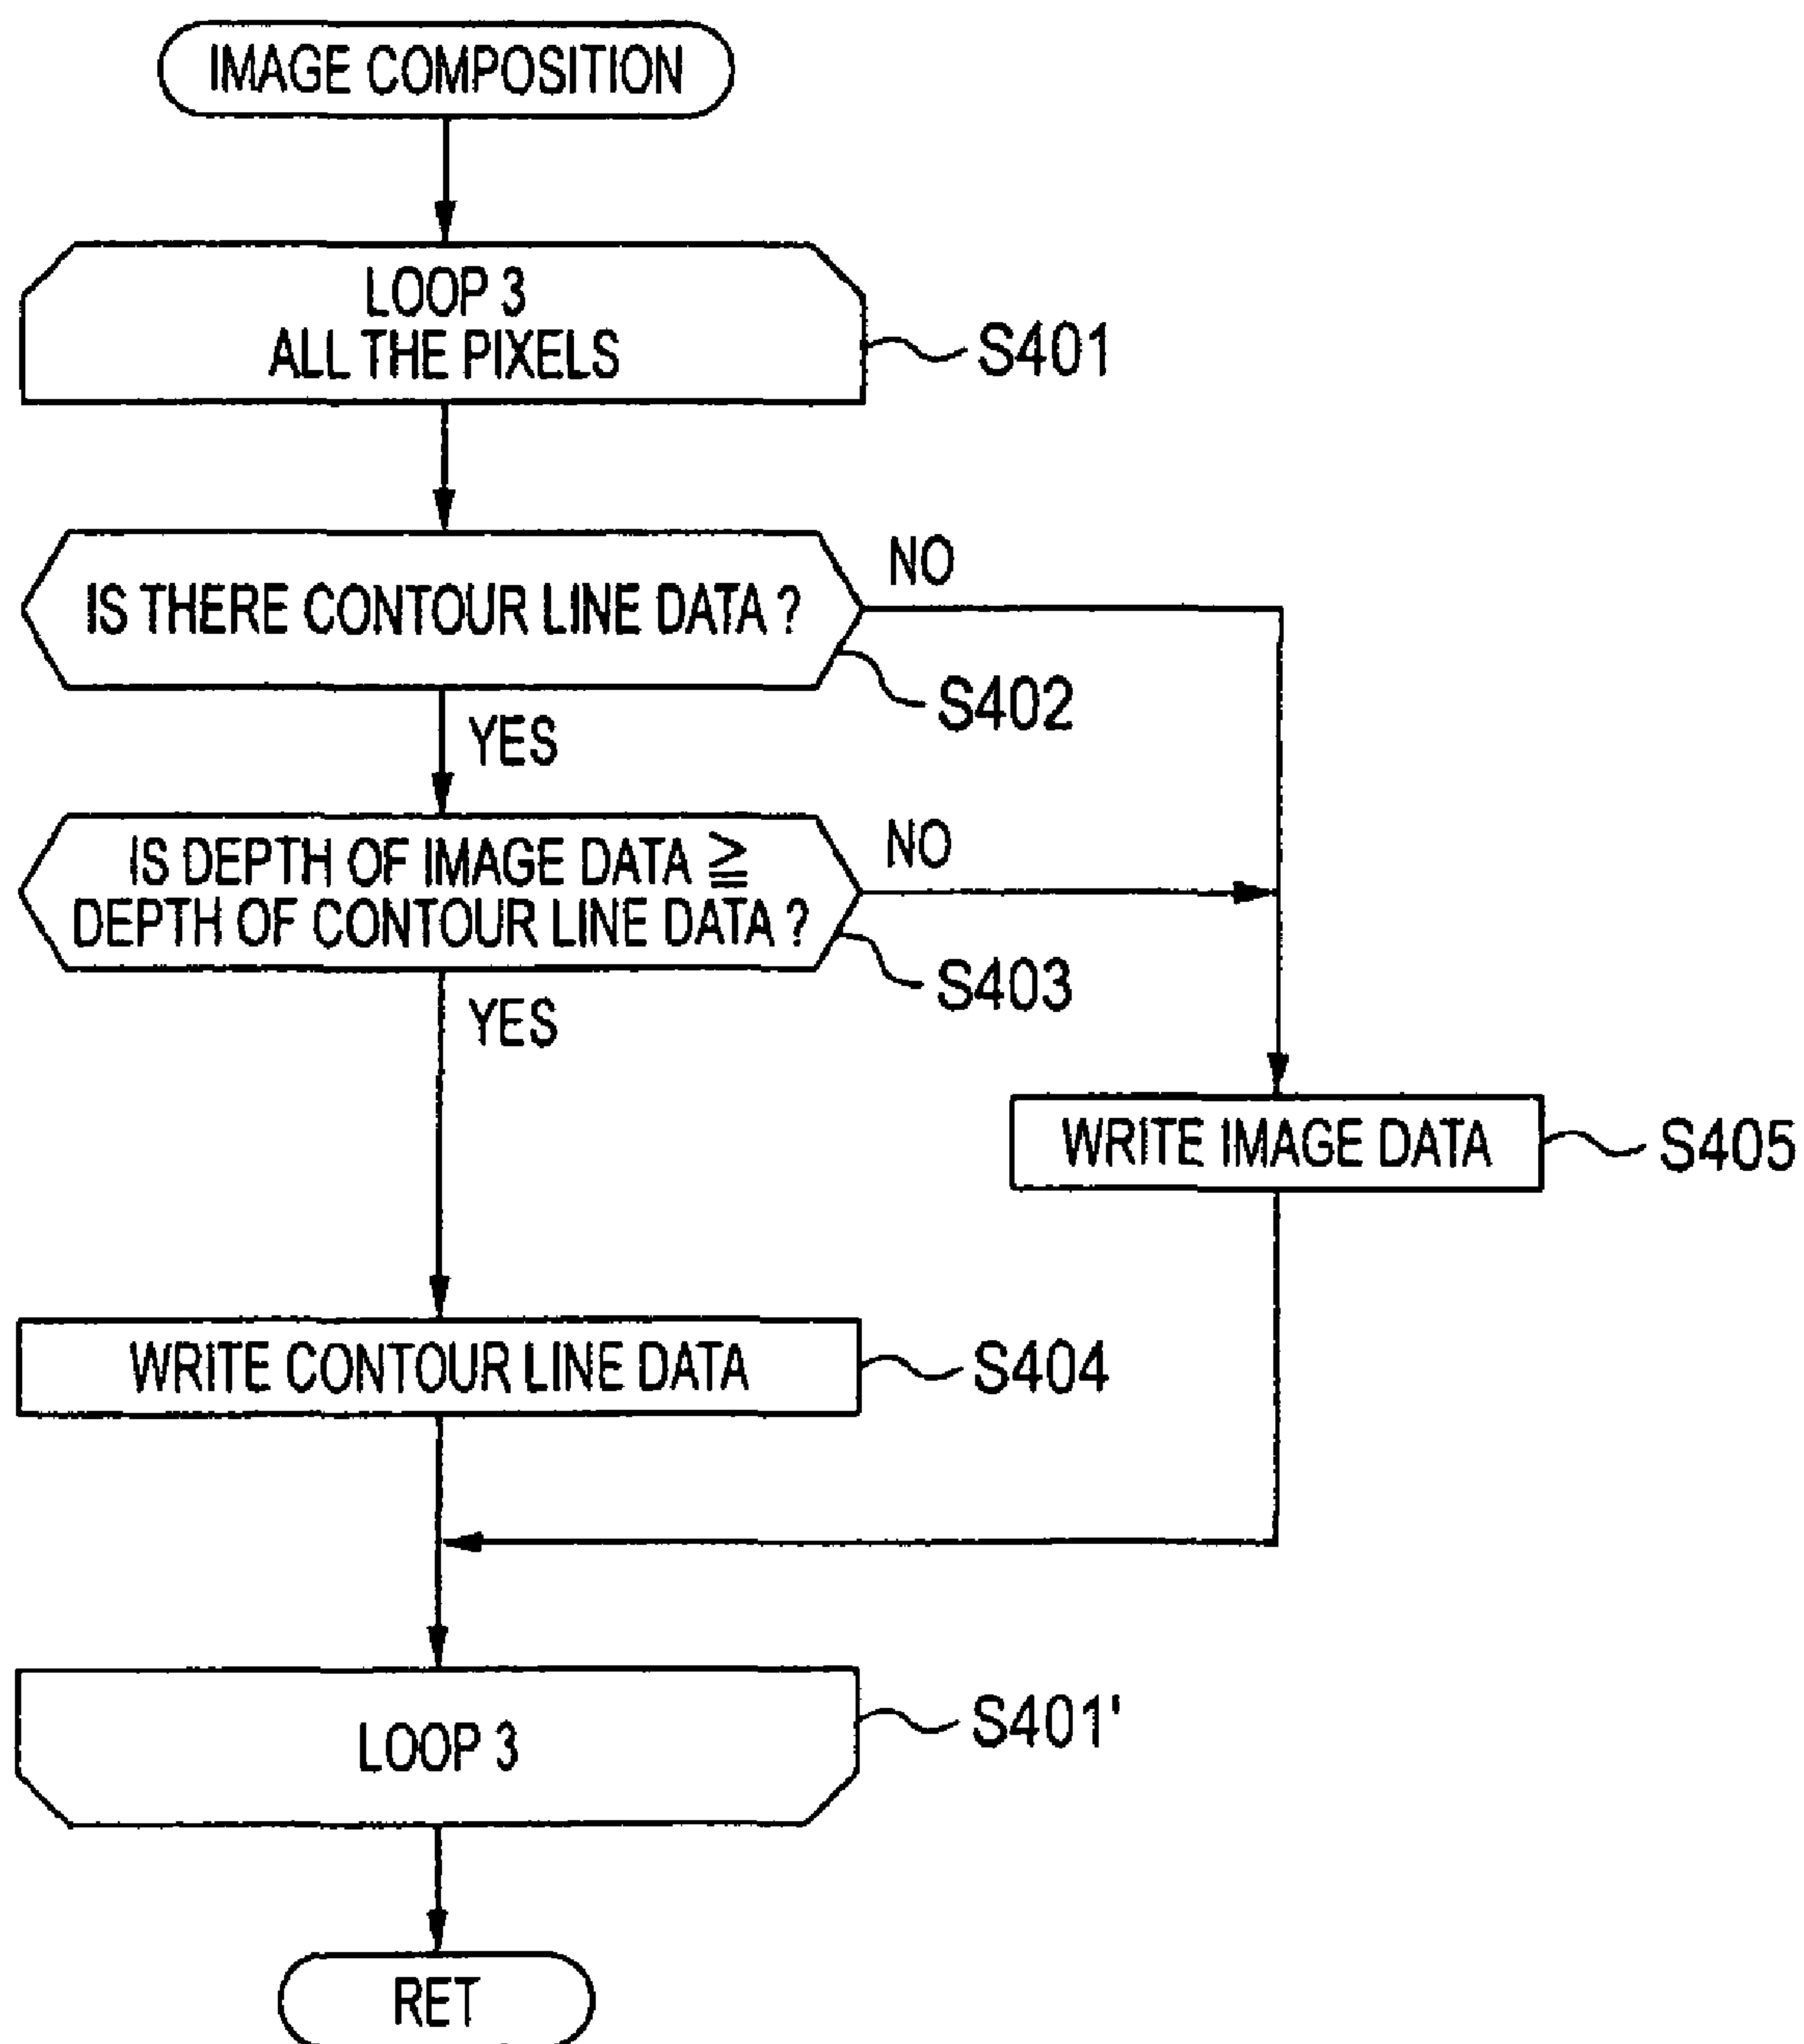 IMAGE COMPOSITION
LOOP 3
ALL THE PIXELS
S401
IS THERE CONTOUR LINE DATA ?
NO
S402
YES
IS DEPTH OF IMAGE DATA ≧
DEPTH OF CONTOUR LINE DATA ?
NO
S403
YES
WRITE IMAGE DATA
S405
WRITE CONTOUR LINE DATA
S404
LOOP 3
S401'
RET